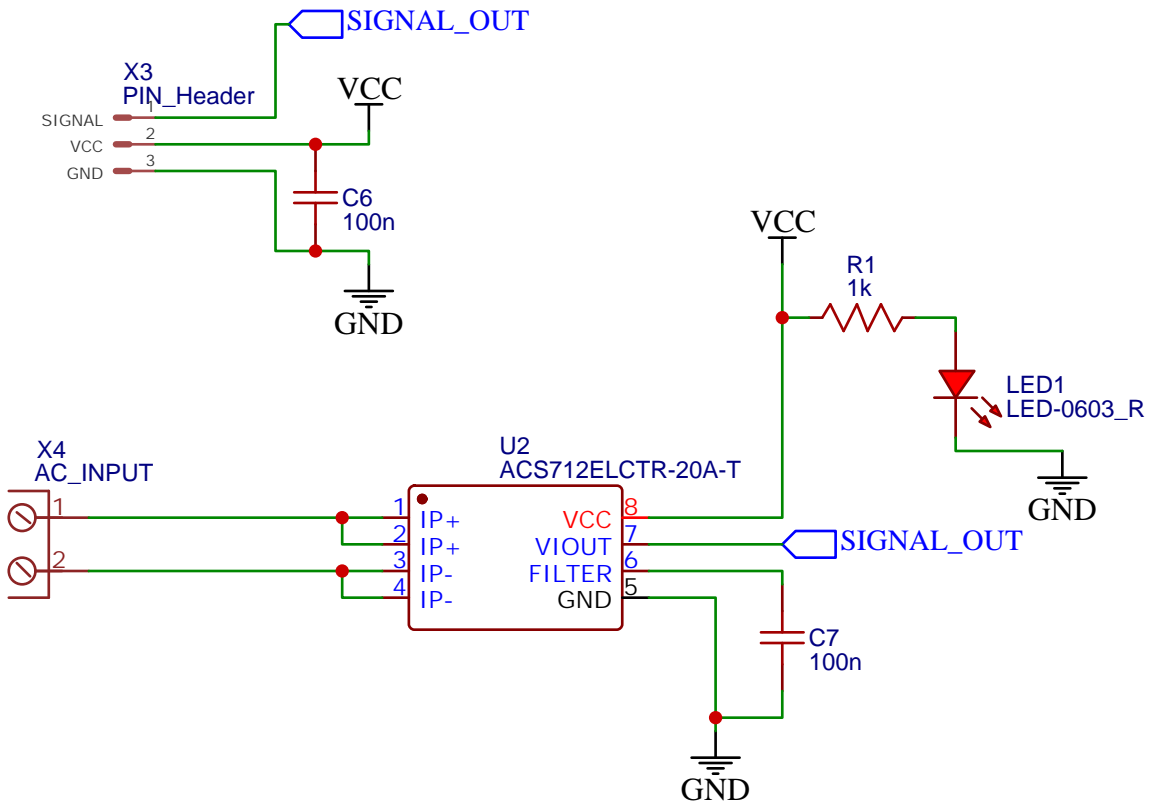 SIGNAL_OUT
X3
PIN_Header
VCC
SIGNAL
1
VCC
2
GND
3
C6
100n
GND
VCC
R1
1k
LED1
LED-0603_R
GND
X4
AC_INPUT
U2
ACS712ELCTR-20A-T
1
1 IP+ VCC 8
2 IP+ VIOUT 7
SIGNAL_OUT
2
3 IP- FILTER 6
4 IP- GND 5
C7
100n
GND